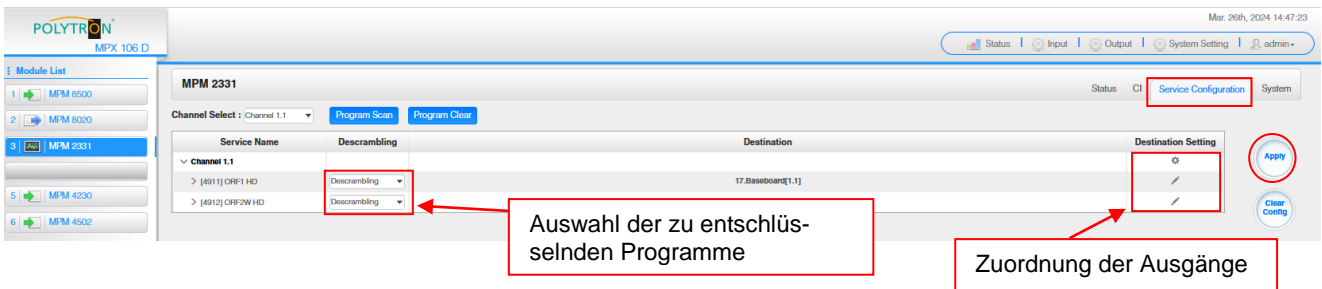 Mar. 26th, 2024 14:47:23
POLYTRON
MPX 106 D
Status
Input
Output
System Setting
admin
Module List
1 MPM 8500
2 MPM 8020
3 MPM 2331
5 MPM 4230
6 MPM 4502
MPM 2331
Status CI Service Configuration System
Channel Select : Channel 1.1 Program Scan Program Clear
Service Name Descrambling Destination Destination Setting
Channel 1.1
[4911] ORF1 HD Descrambling 17.Baseboard[1.1]
[4912] ORF2W HD Descrambling
Apply
Clear
Config
Auswahl der zu entschlüs-
selnden Programme
Zuordnung der Ausgänge